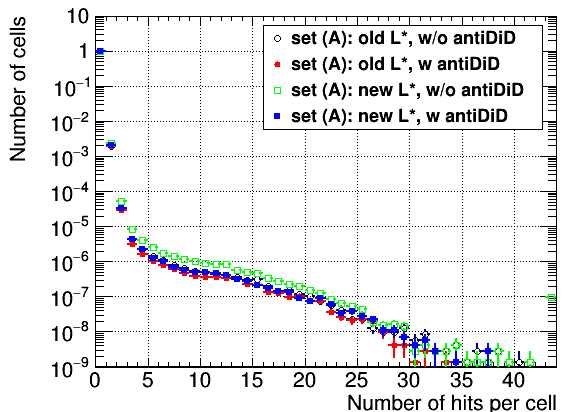 Number of cells
10
1
10⁻¹
10⁻²
10⁻³
10⁻⁴
10⁻⁵
10⁻⁶
10⁻⁷
10⁻⁸
10⁻⁹
set (A): old L*, w/o antiDiD
set (A): old L*, w antiDiD
set (A): new L*, w/o antiDiD
set (A): new L*, w antiDiD
0 5 10 15 20 25 30 35 40
Number of hits per cell